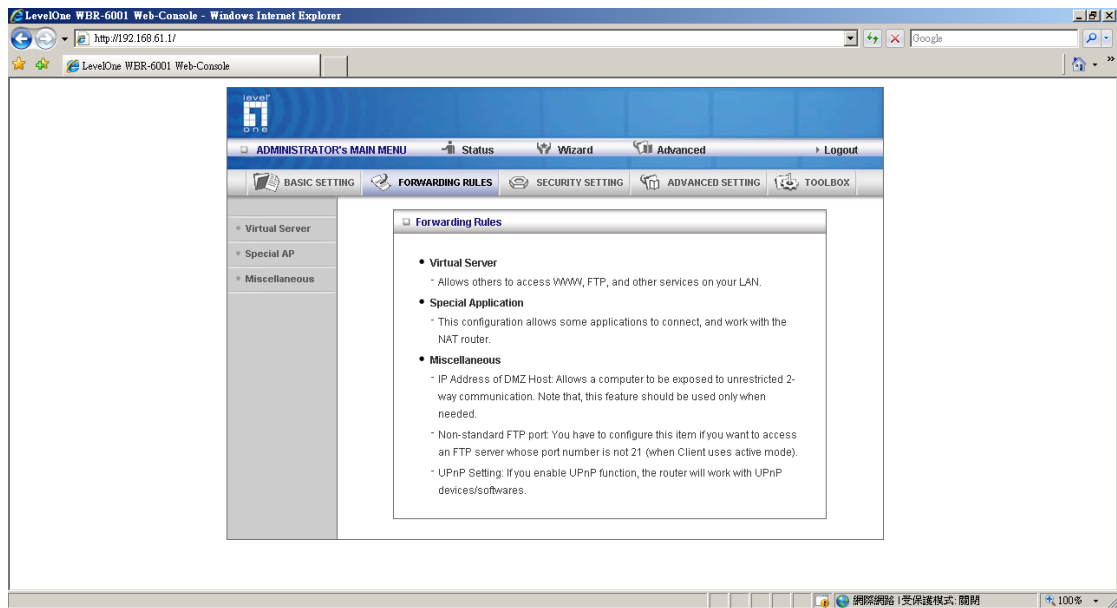 LevelOne WBR-6001 Web-Console - Windows Internet Explorer
http://192.168.61.1/
Google
LevelOne WBR-6001 Web-Console
level
one
ADMINISTRATOR's MAIN MENU Status Wizard Advanced Logout
BASIC SETTING FORWARDING RULES SECURITY SETTING ADVANCED SETTING TOOLBOX
Virtual Server
Special AP
Miscellaneous
Forwarding Rules
• Virtual Server
- Allows others to access WWW, FTP, and other services on your LAN.
• Special Application
- This configuration allows some applications to connect, and work with the
NAT router.
• Miscellaneous
- IP Address of DMZ Host: Allows a computer to be exposed to unrestricted 2-
way communication. Note that, this feature should be used only when
needed.
- Non-standard FTP port: You have to configure this item if you want to access
an FTP server whose port number is not 21 (when Client uses active mode).
- UPnP Setting: If you enable UPnP function, the router will work with UPnP
devices/softwares.
網際網路 | 受保護模式: 關閉 100%